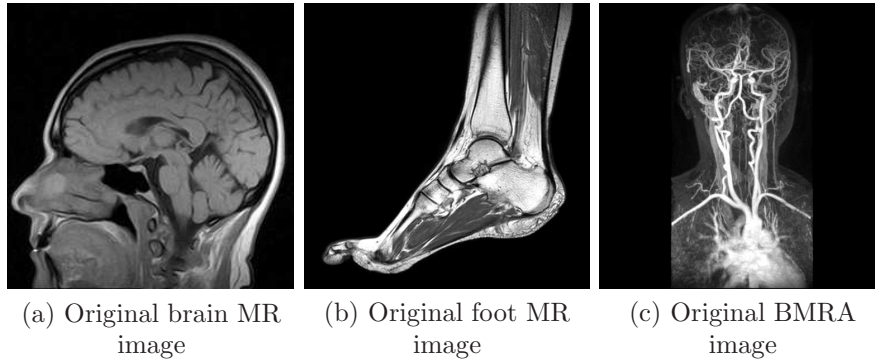 (a) Original brain MR
image
(b) Original foot MR
image
(c) Original BMRA
image